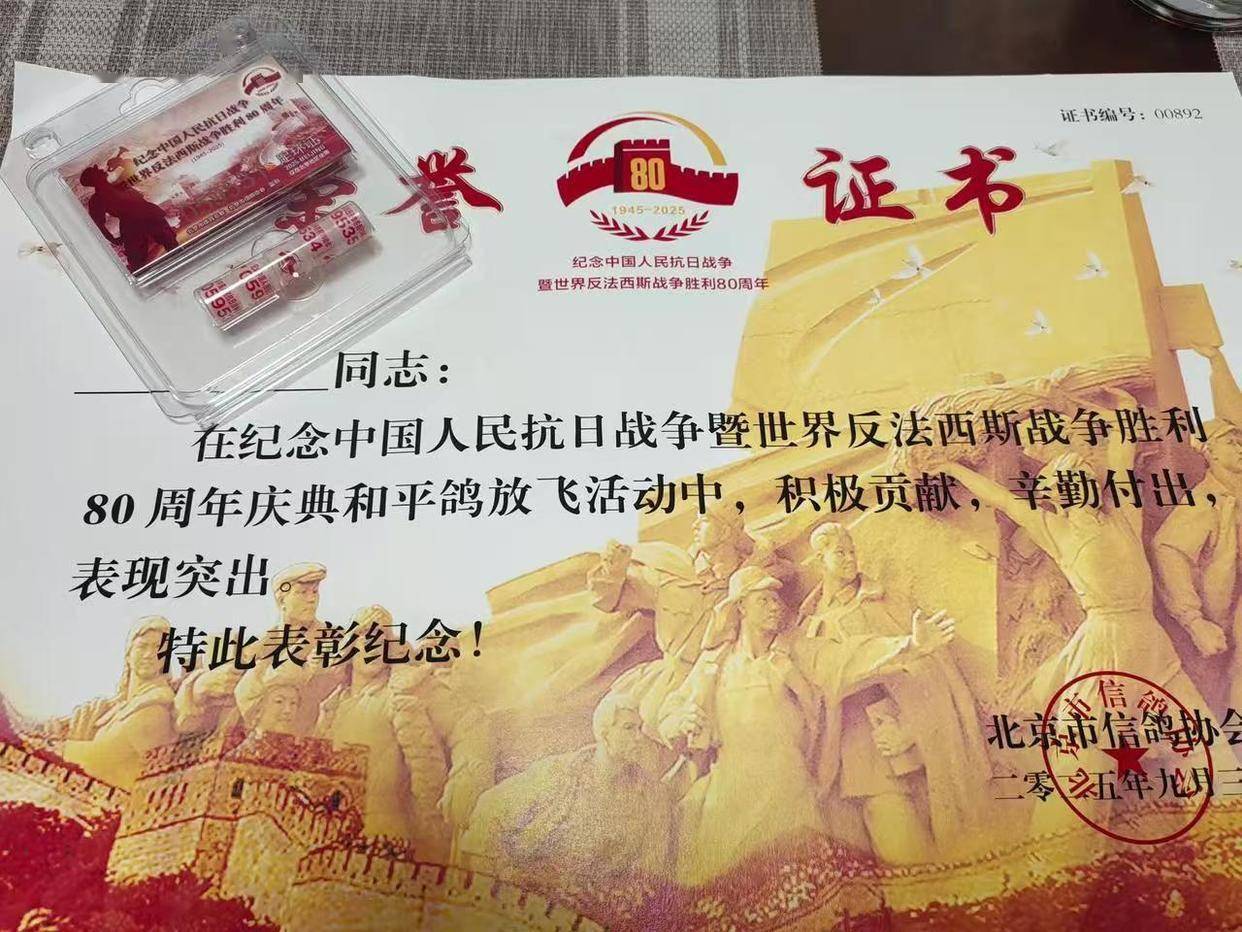 证书编号：00892
纪念中国人民抗日战争
暨世界反法西斯战争胜利 80 周年
(1945-2025)
誉 证书
80
1945-2025
纪念中国人民抗日战争
暨世界反法西斯战争胜利80周年
同志：
在纪念中国人民抗日战争暨世界反法西斯战争胜利
80 周年庆典和平鸽放飞活动中，积极贡献，辛勤付出，
表现突出。
特此表彰纪念！
北京市信鸽协会
二零二五年九月三